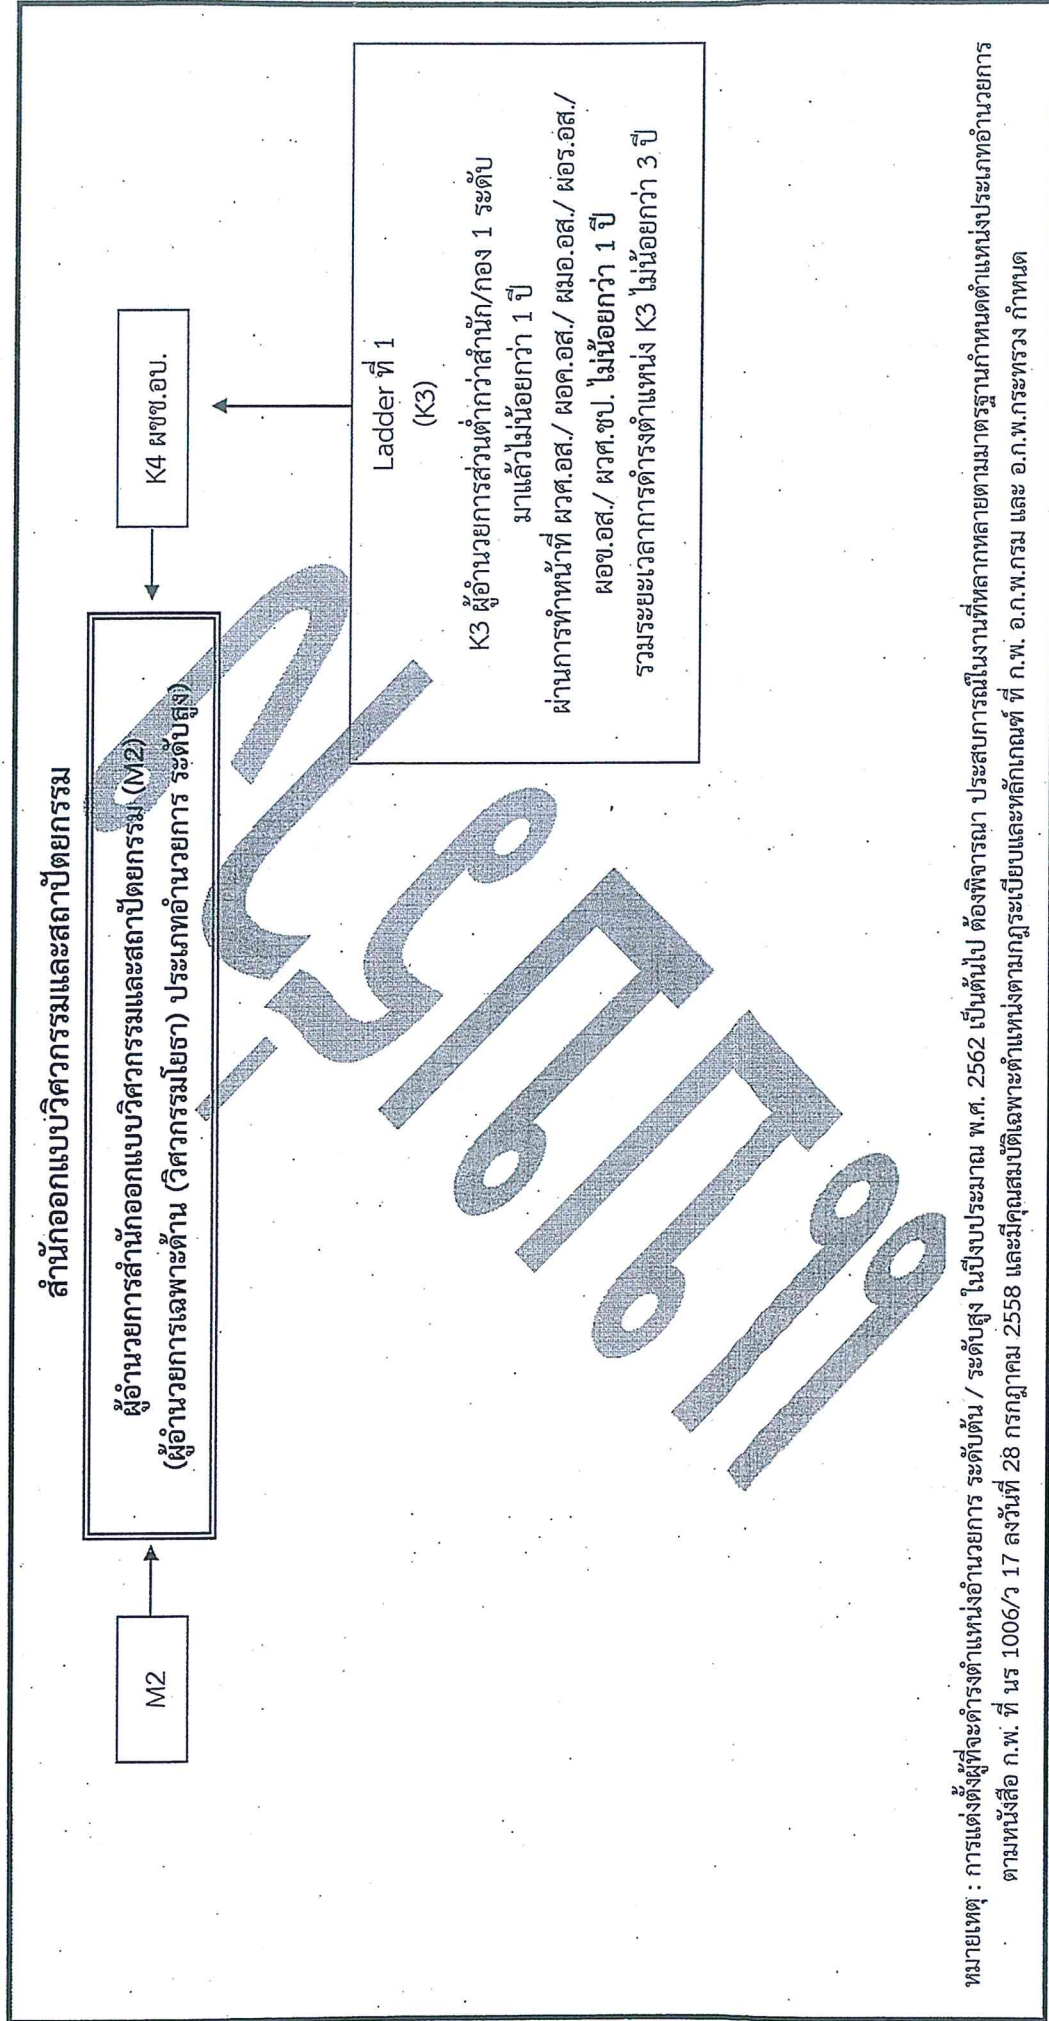 สำนักออกแบบวิศวกรรมและสถาปัตยกรรม
M2
ผู้อำนวยการสำนักออกแบบวิศวกรรมและสถาปัตยกรรม (M2)
(ผู้อำนวยการเฉพาะด้าน (วิศวกรรมโยธา) ประเภทอำนวยการ ระดับสูง)
K4 ผชช.อบ.
Ladder ที่ 1
(K3)
K3 ผู้อำนวยการส่วนต่ำกว่าสำนัก/กอง 1 ระดับ
มาแล้วไม่น้อยกว่า 1 ปี
ผ่านการทำหน้าที่ ผวศ.อส./ ผอค.อส./ ผมอ.อส./ ผอร.อส./
ผอข.อส./ ผวศ.ชป. ไม่น้อยกว่า 1 ปี
รวมระยะเวลาการดำรงตำแหน่ง K3 ไม่น้อยกว่า 3 ปี
หมายเหตุ : การแต่งตั้งผู้ที่จะดำรงตำแหน่งอำนวยการ ระดับต้น / ระดับสูง ในปีงบประมาณ พ.ศ. 2562 เป็นต้นไป ต้องพิจารณา ประสบการณ์ในงานที่หลากหลายตามมาตรฐานกำหนดตำแหน่งประเภทอำนวยการ
ตามหนังสือ ก.พ. ที่ นร 1006/ว 17 ลงวันที่ 28 กรกฎาคม 2558 และมีคุณสมบัติเฉพาะตำแหน่งตามกฎระเบียบและหลักเกณฑ์ ที่ ก.พ. อ.ก.พ.กรม และ อ.ก.พ.กระทรวง กำหนด